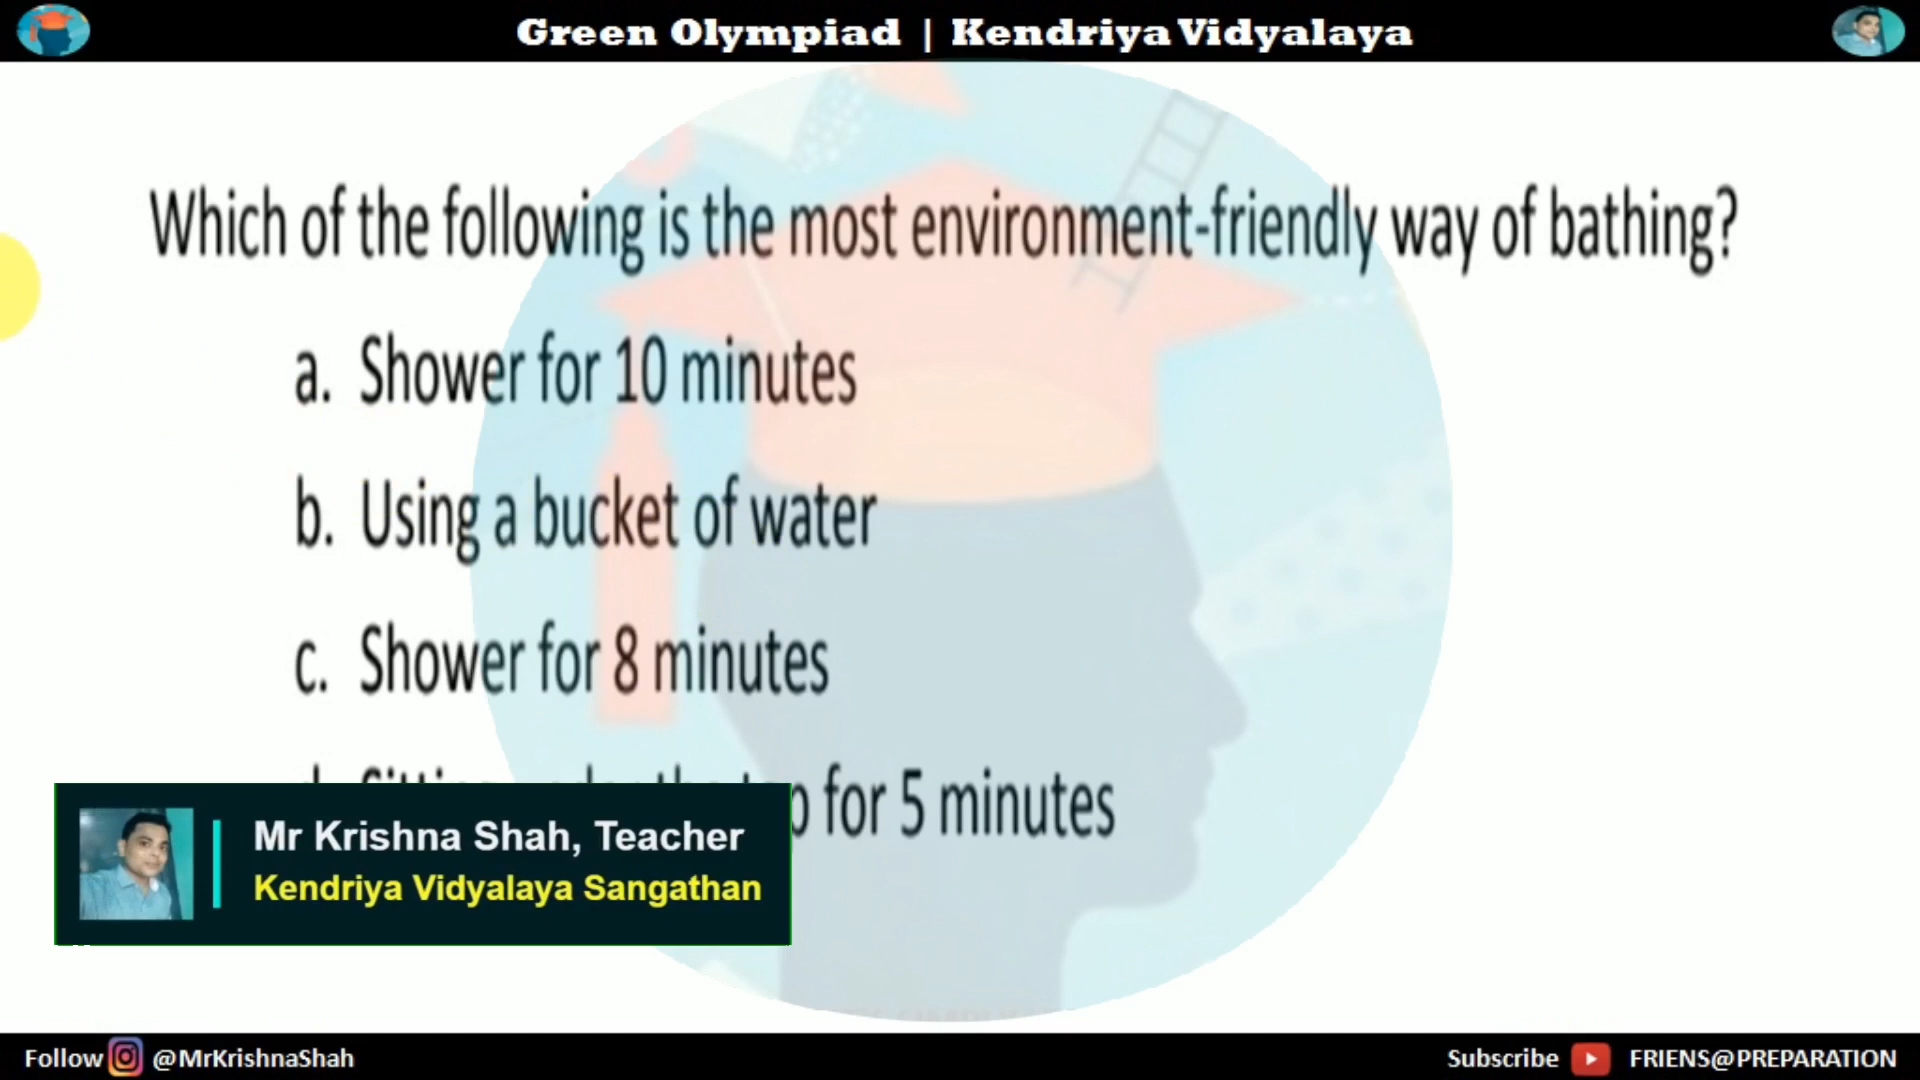 Green Olympiad | Kendriya Vidyalaya
Which of the following is the most environment-friendly way of bathing?
a. Shower for 10 minutes
b. Using a bucket of water
c. Shower for 8 minutes
for 5 minutes
Mr Krishna Shah, Teacher
Kendriya Vidyalaya Sangathan
Follow @MrKrishnaShah
Subscribe FRIENS@PREPARATION